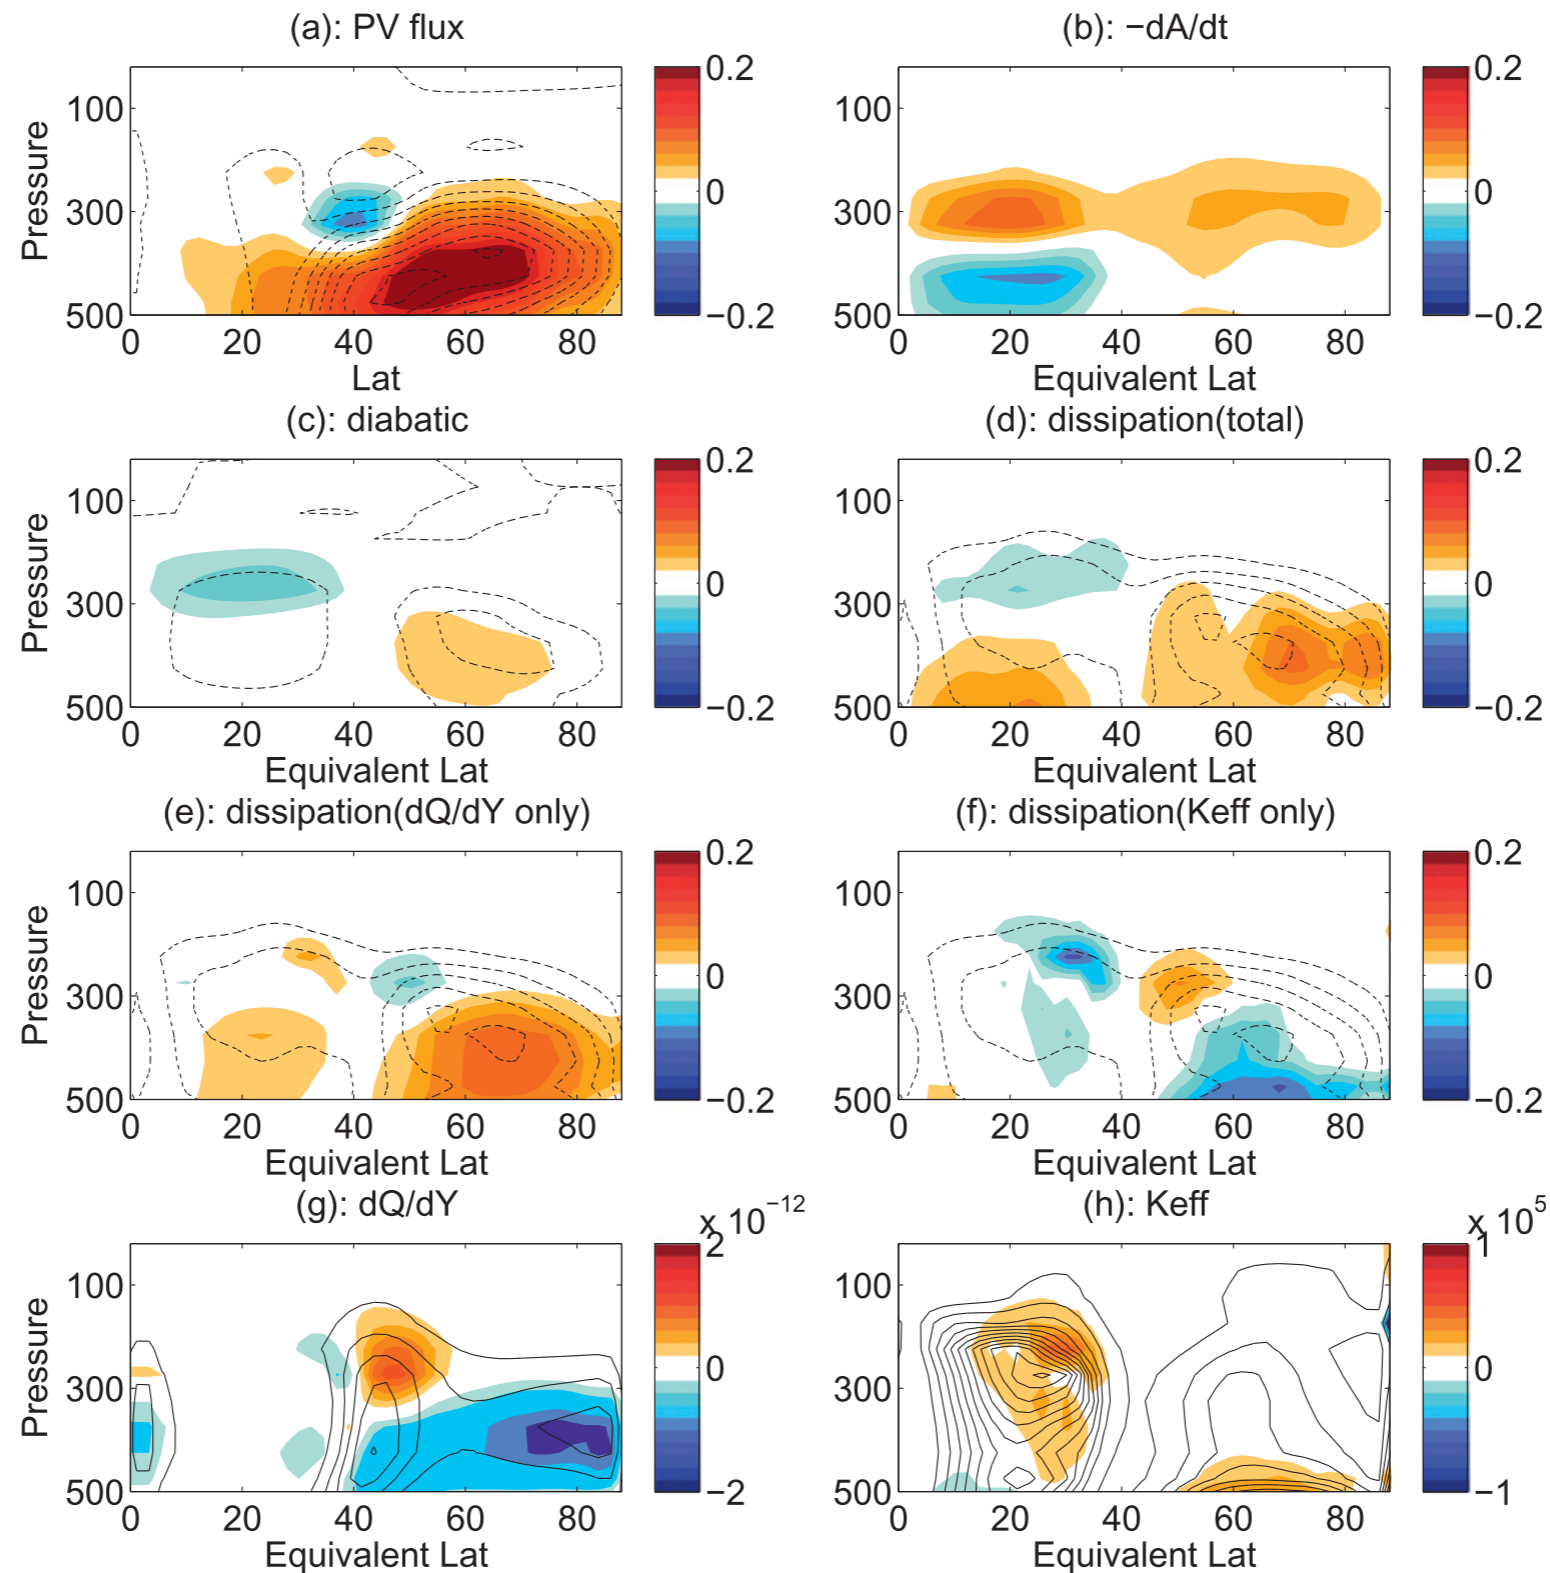 (a): PV flux
(b): −dA/dt
Pressure
100
300
500
0 20 40 60 80
Lat
0.2
0
−0.2
100
300
500
0 20 40 60 80
Equivalent Lat
0.2
0
−0.2
(c): diabatic
(d): dissipation(total)
Pressure
100
300
500
0 20 40 60 80
Equivalent Lat
0.2
0
−0.2
100
300
500
0 20 40 60 80
Equivalent Lat
0.2
0
−0.2
(e): dissipation(dQ/dY only)
(f): dissipation(Keff only)
Pressure
100
300
500
0 20 40 60 80
Equivalent Lat
0.2
0
−0.2
100
300
500
0 20 40 60 80
Equivalent Lat
0.2
0
−0.2
(g): dQ/dY
(h): Keff
Pressure
100
300
500
0 20 40 60 80
Equivalent Lat
x 10⁻¹²
2
0
−2
100
300
500
0 20 40 60 80
Equivalent Lat
x 10⁵
1
0
−1